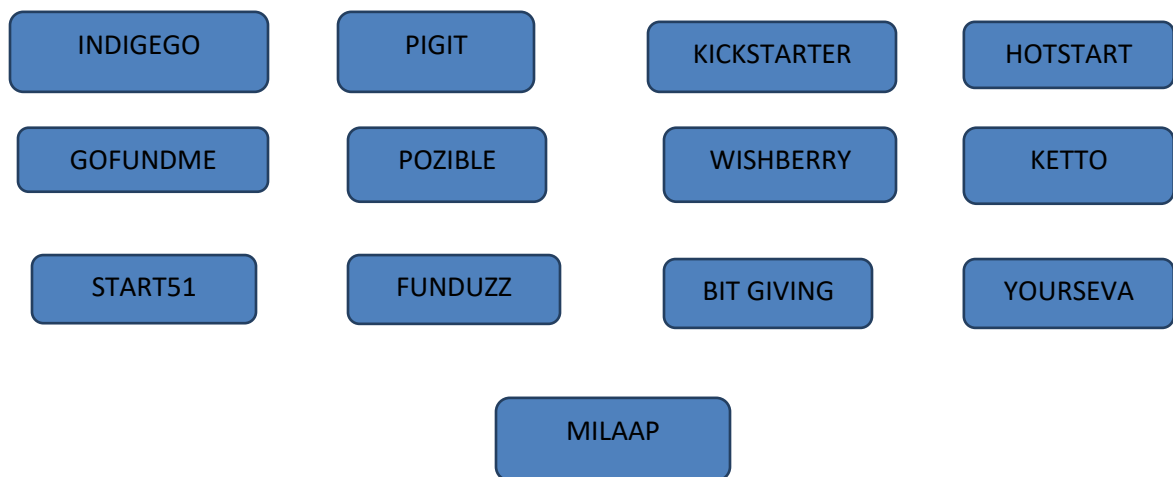 INDIGEGO
PIGIT
KICKSTARTER
HOTSTART
GOFUNDME
POZIBLE
WISHBERRY
KETTO
START51
FUNDUZZ
BIT GIVING
YOURSEVA
MILAAP